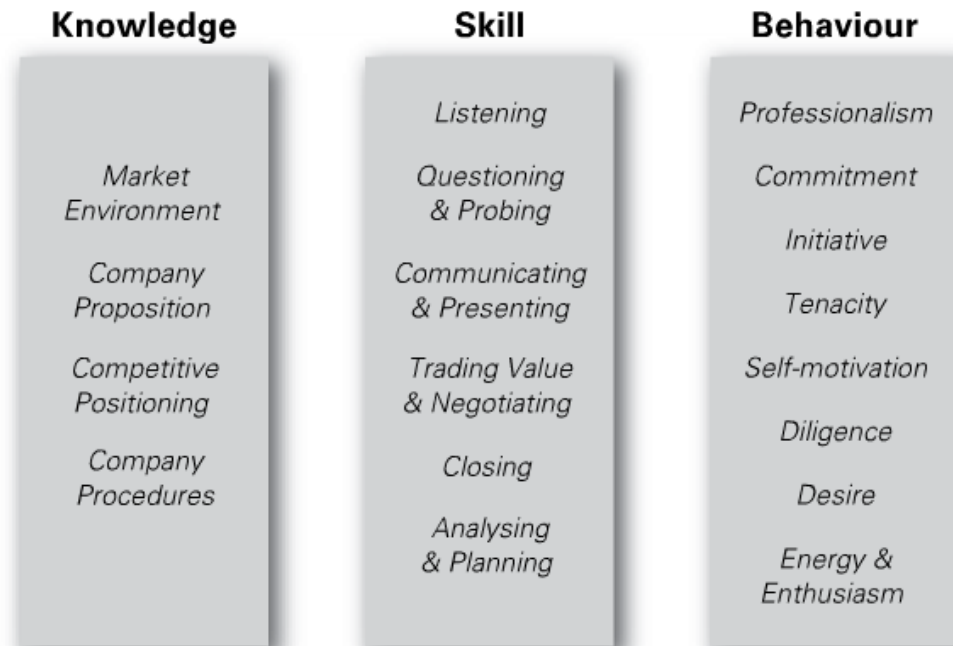 Knowledge
Market
Environment
Company
Proposition
Competitive
Positioning
Company
Procedures
Skill
Listening
Questioning
& Probing
Communicating
& Presenting
Trading Value
& Negotiating
Closing
Analysing
& Planning
Behaviour
Professionalism
Commitment
Initiative
Tenacity
Self-motivation
Diligence
Desire
Energy &
Enthusiasm